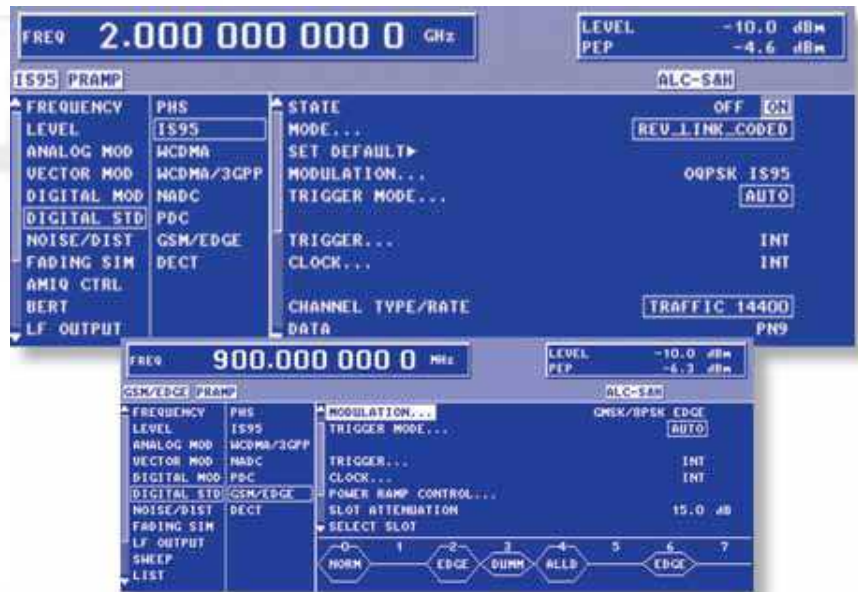 FREQ 2.000 000 000 0 GHz LEVEL -10.0 dBm
PEP -4.6 dBm
IS95 PRAMP ALC-S&H
FREQUENCY PHS STATE OFF ON
LEVEL IS95 MODE... REV_LINK_CODED
ANALOG MOD WCDMA SET DEFAULT▶
VECTOR MOD WCDMA/3GPP MODULATION... OQPSK IS95
DIGITAL MOD NADC TRIGGER MODE... AUTO
DIGITAL STD PDC
NOISE/DIST GSM/EDGE TRIGGER... INT
FADING SIM DECT CLOCK... INT
AMIQ CTRL
BERT CHANNEL TYPE/RATE TRAFFIC 14400
LF OUTPUT DATA PN9
FREQ 900.000 000 0 MHz LEVEL -10.0 dBm
PEP -6.3 dBm
GSM/EDGE PRAMP ALC-S&H
FREQUENCY PHS MODULATION... GMSK/8PSK EDGE
LEVEL IS95 TRIGGER MODE... AUTO
ANALOG MOD WCDMA/3GPP
VECTOR MOD NADC TRIGGER... INT
DIGITAL MOD PDC CLOCK... INT
DIGITAL STD GSM/EDGE POWER RAMP CONTROL...
NOISE/DIST DECT SLOT ATTENUATION 15.0 dB
FADING SIM SELECT SLOT
LF OUTPUT 0 1 2 3 4 5 6 7
SWEEP NORM EDGE DUMM ALLD EDGE
LIST